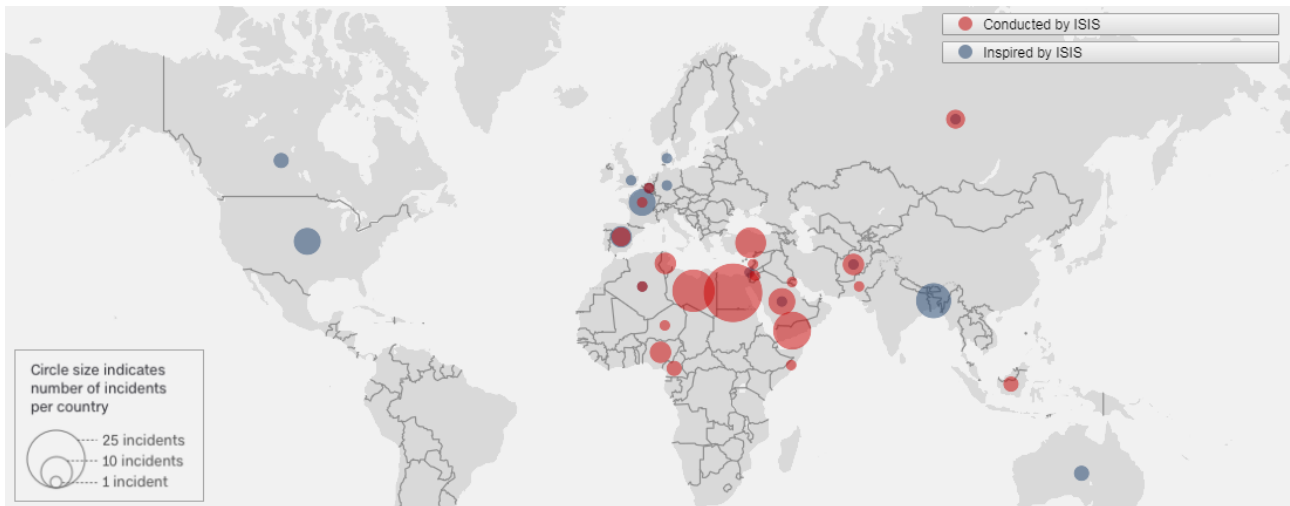 Conducted by ISIS
Inspired by ISIS
Circle size indicates
number of incidents
per country
25 incidents
10 incidents
1 incident